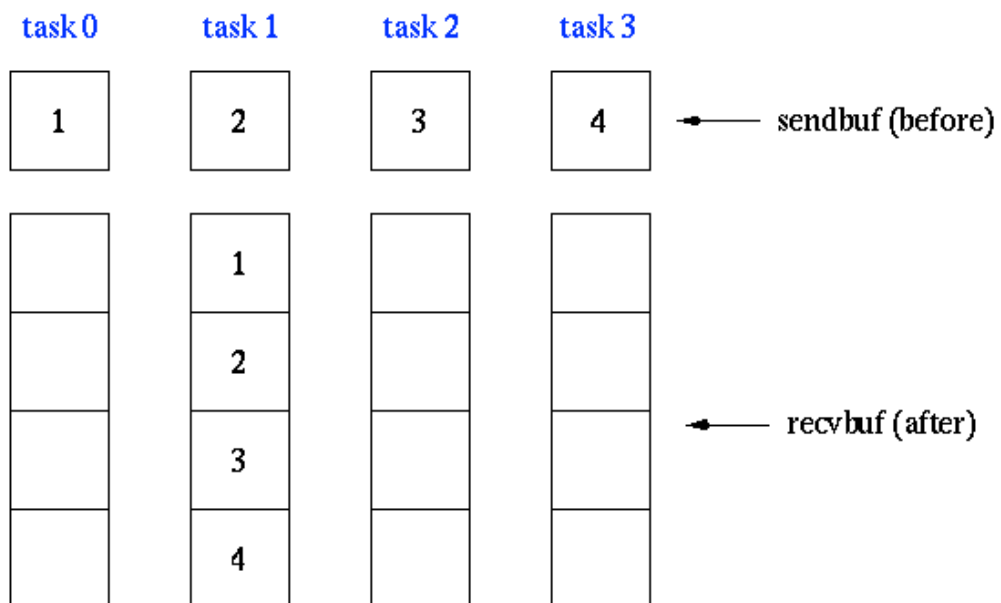 task 0 task 1 task 2 task 3
1 2 3 4 sendbuf (before)
1
2
recvbuf (after)
3
4